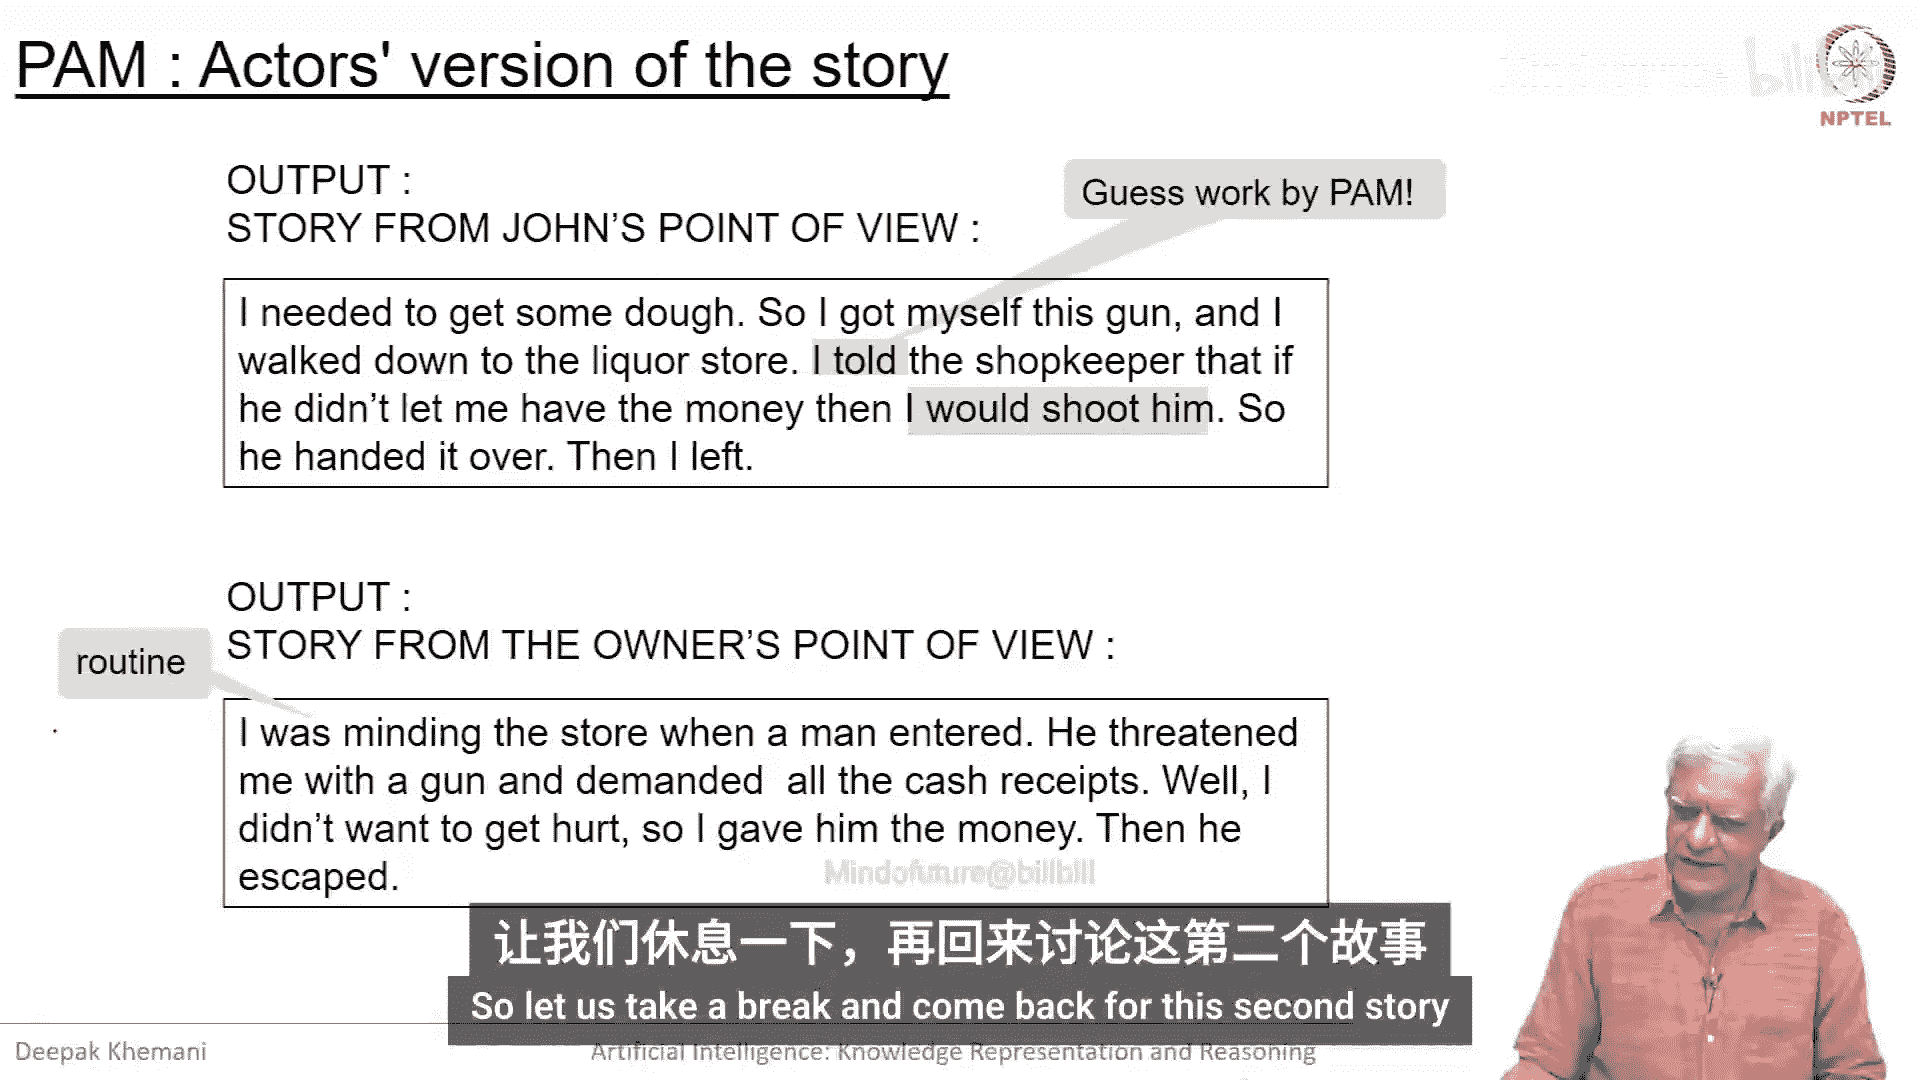 PAM : Actors' version of the story
NPTEL
OUTPUT :
STORY FROM JOHN'S POINT OF VIEW :
Guess work by PAM!
I needed to get some dough. So I got myself this gun, and I
walked down to the liquor store. I told the shopkeeper that if
he didn't let me have the money then I would shoot him. So
he handed it over. Then I left.
OUTPUT :
STORY FROM THE OWNER'S POINT OF VIEW :
routine
I was minding the store when a man entered. He threatened
me with a gun and demanded all the cash receipts. Well, I
didn't want to get hurt, so I gave him the money. Then he
escaped.
Mindofuture@bilibili
让我们休息一下，再回来讨论这第二个故事
So let us take a break and come back for this second story
Deepak Khemani
Artificial Intelligence: Knowledge Representation and Reasoning